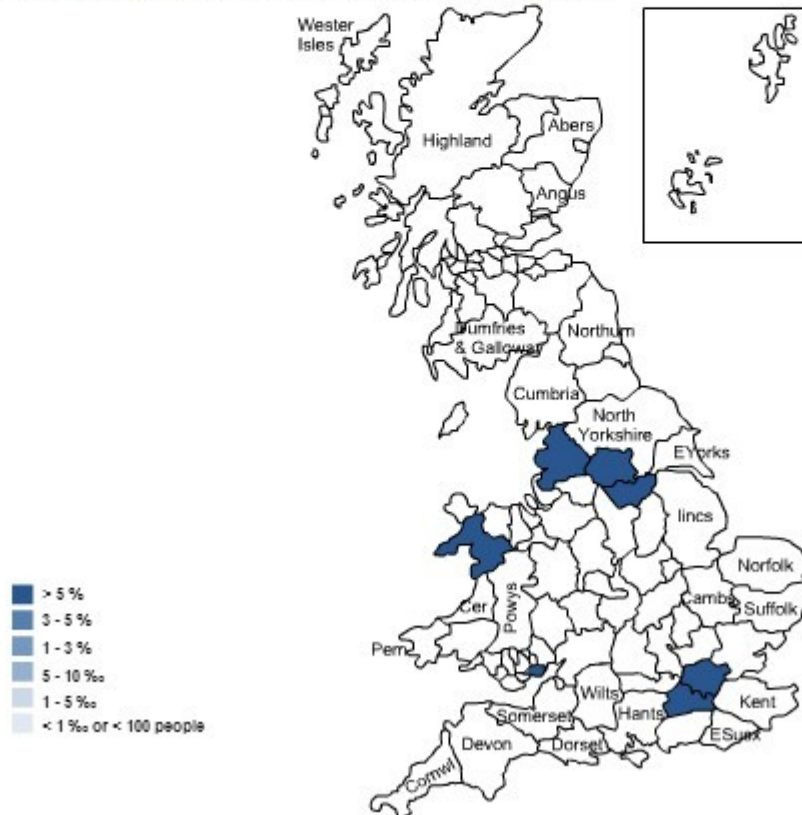 Wester
Isles
Highland
Abers
Angus
Dumfries
& Galloway
Northum
Cumbria
North
Yorkshire
EYorks
lincs
Norfolk
Cambs
Suffolk
Cer
Powys
Pem
Kent
Wilts
Hants
Somerset
ESusx
Devon
Dorset
Cornwl
> 5 %
3 - 5 %
1 - 3 %
5 - 10 ‰
1 - 5 ‰
< 1 ‰ or < 100 people